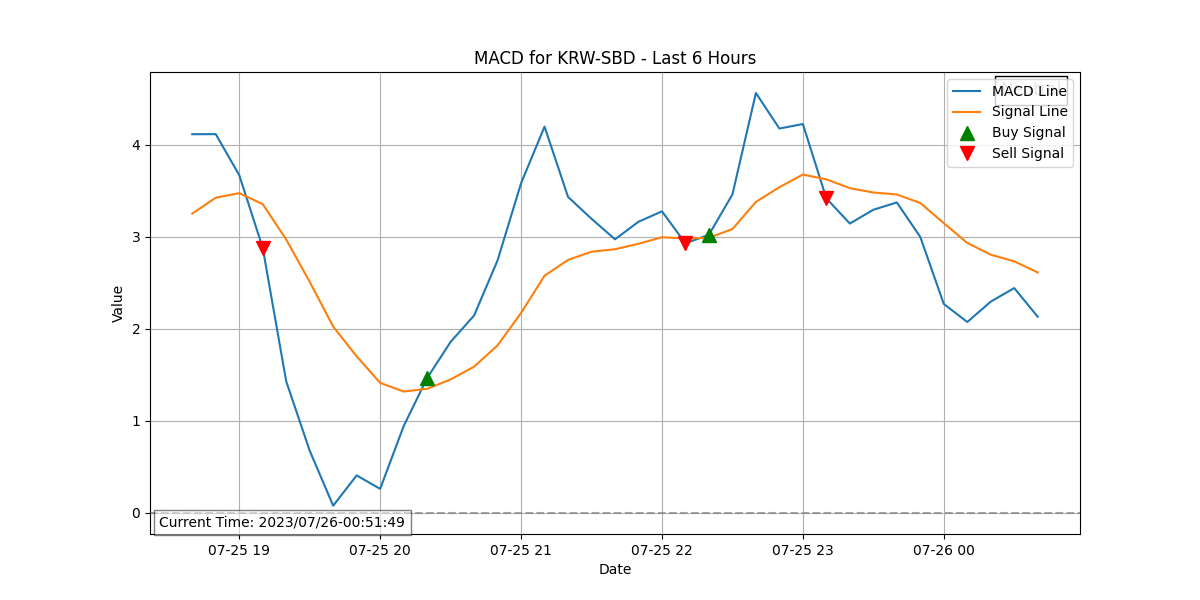 MACD for KRW-SBD - Last 6 Hours
MACD Line
Signal Line
Buy Signal
Sell Signal
Value
4
3
2
1
0
Current Time: 2023/07/26-00:51:49
07-25 19
07-25 20
07-25 21
07-25 22
07-25 23
07-26 00
Date